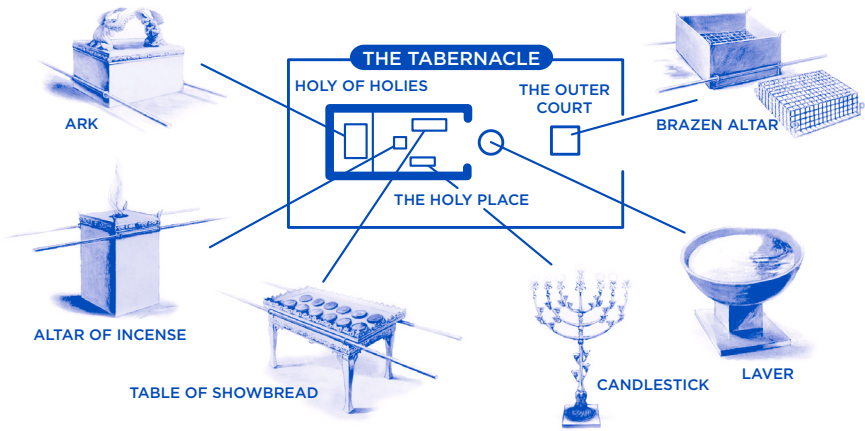 THE TABERNACLE
HOLY OF HOLIES
THE OUTER
COURT
ARK
BRAZEN ALTAR
THE HOLY PLACE
ALTAR OF INCENSE
TABLE OF SHOWBREAD
CANDLESTICK
LAVER